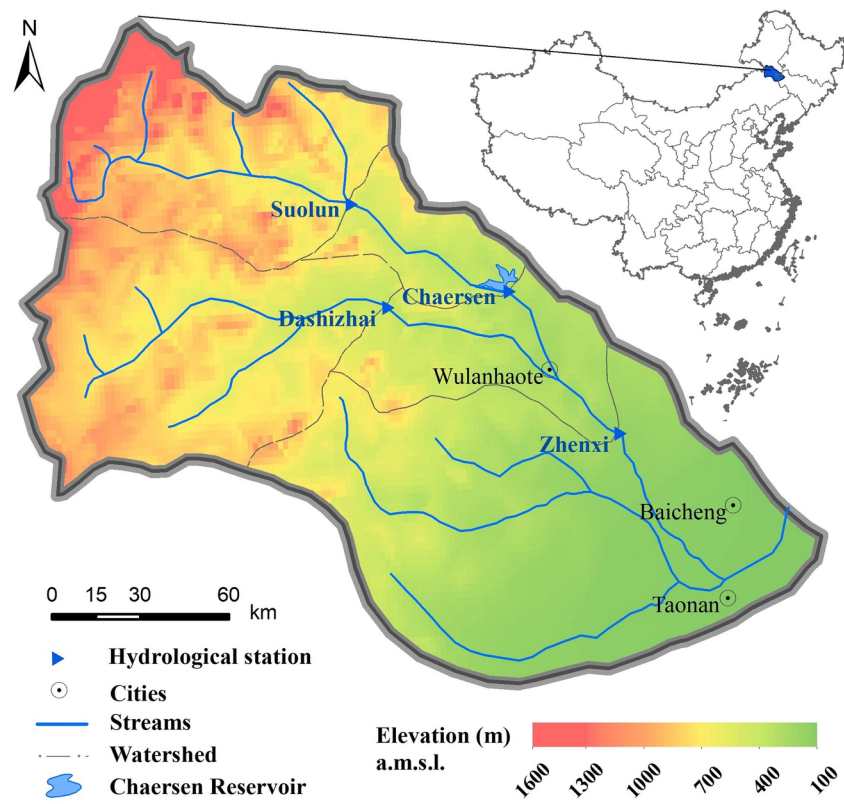 N
Suolun
Chaersen
Dashizhai
Wulanhaote
Zhenxi
Baicheng
Taonan
0 15 30 60
km
Hydrological station
Cities
Streams
Watershed
Chaersen Reservoir
Elevation (m)
a.m.s.l.
1600 1300 1000 700 400 100